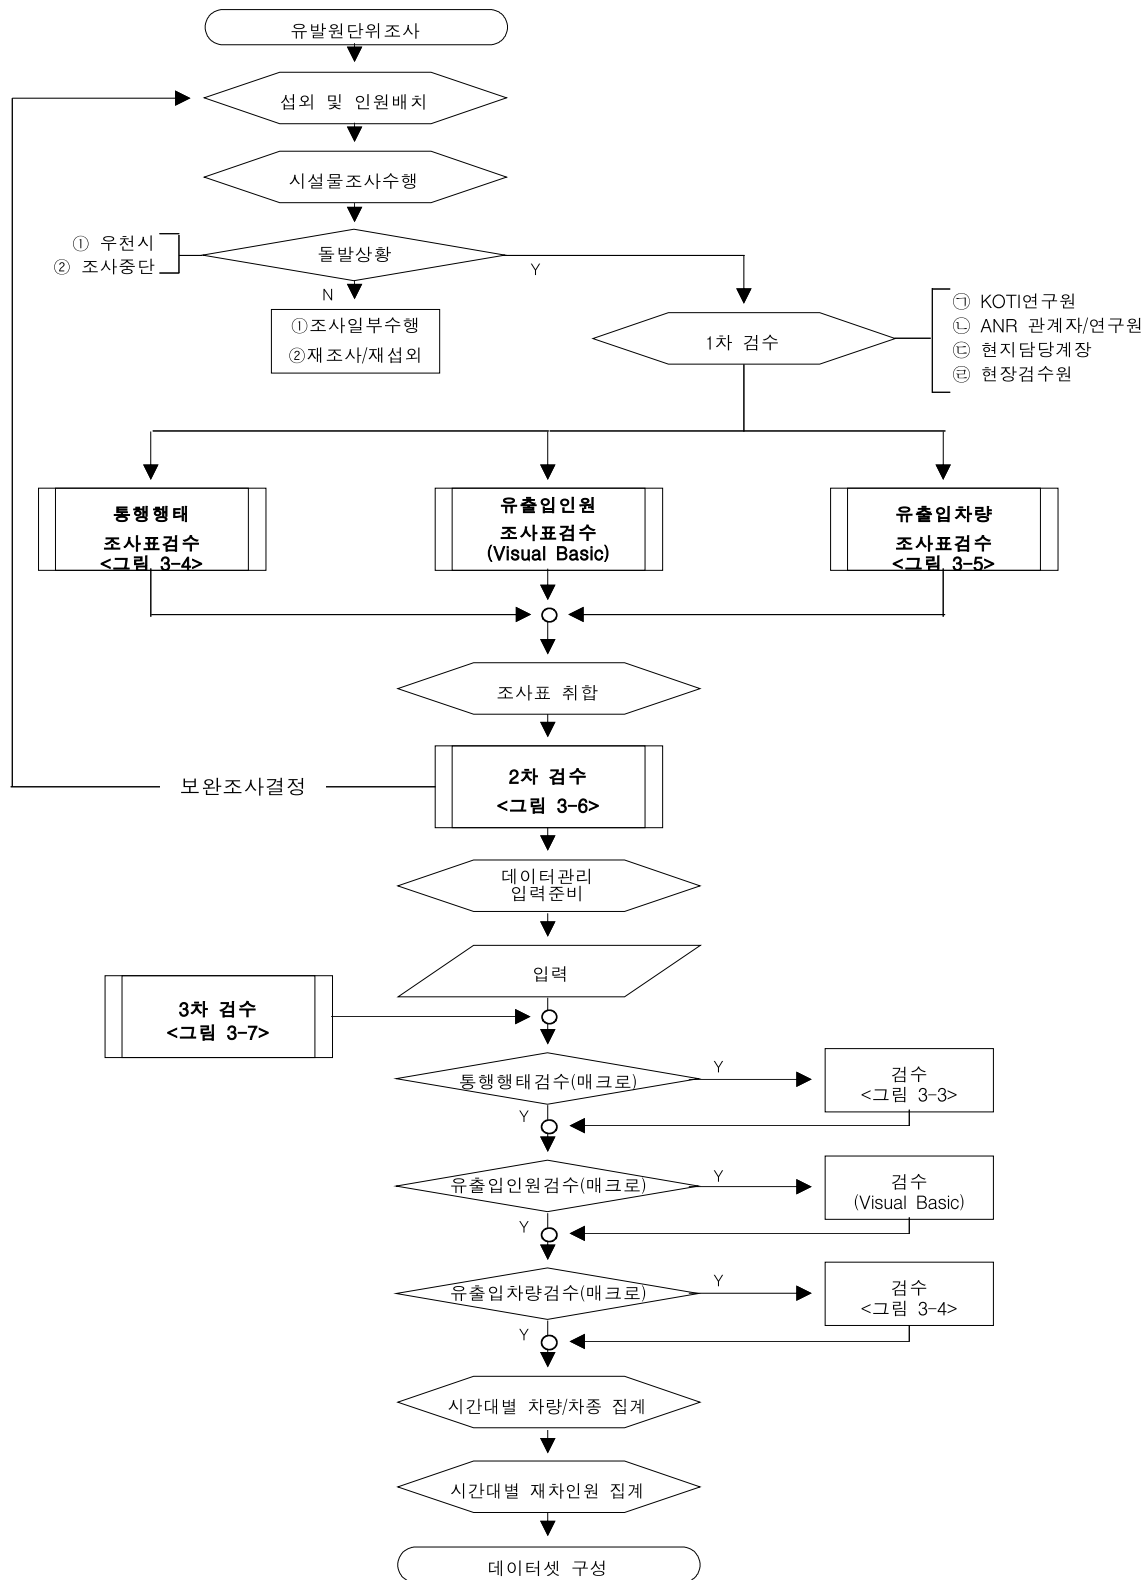 유발원단위조사
섭외 및 인원배치
시설물조사수행
① 우천시
② 조사중단
돌발상황
Y
N
①조사일부수행
②재조사/재섭외
1차 검수
㉠ KOTI연구원
㉡ ANR 관계자/연구원
㉢ 현지담당계장
㉣ 현장검수원
통행행태
조사표검수
<그림 3-4>
유출입인원
조사표검수
(Visual Basic)
유출입차량
조사표검수
<그림 3-5>
조사표 취합
보완조사결정
2차 검수
<그림 3-6>
데이터관리
입력준비
입력
3차 검수
<그림 3-7>
통행행태검수(매크로)
Y
검수
<그림 3-3>
Y
유출입인원검수(매크로)
Y
검수
(Visual Basic)
Y
유출입차량검수(매크로)
Y
검수
<그림 3-4>
Y
시간대별 차량/차종 집계
시간대별 재차인원 집계
데이터셋 구성